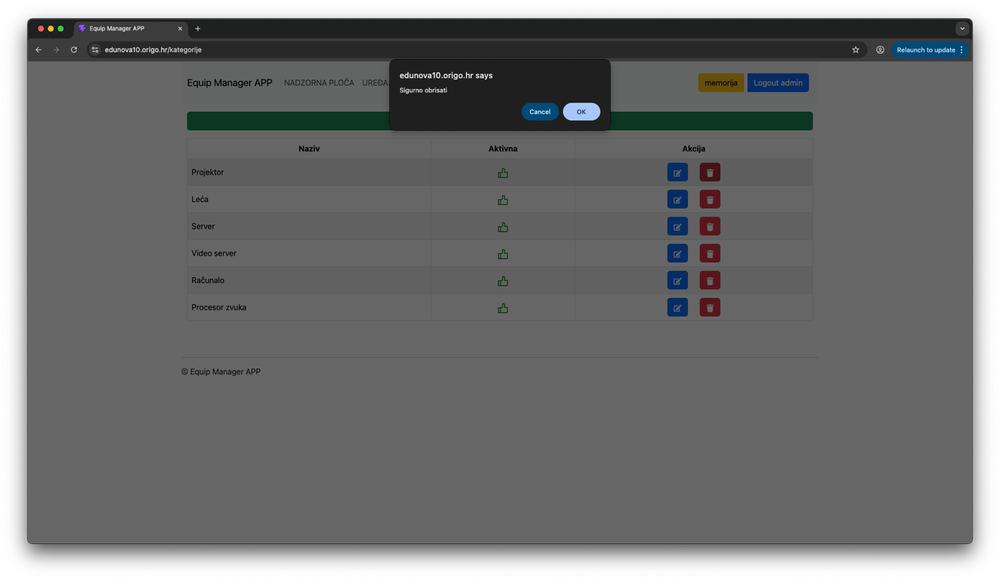 Equip Manager APP
edunova10.origo.hr/kategorije
Relaunch to update
edunova10.origo.hr says
Sigurno obrisati
Cancel
OK
Equip Manager APP
NADZORNA PLOČA
memorija
Logout admin
Naziv
Aktivna
Akcija
Projektor
Leća
Server
Video server
Računalo
Procesor zvuka
© Equip Manager APP